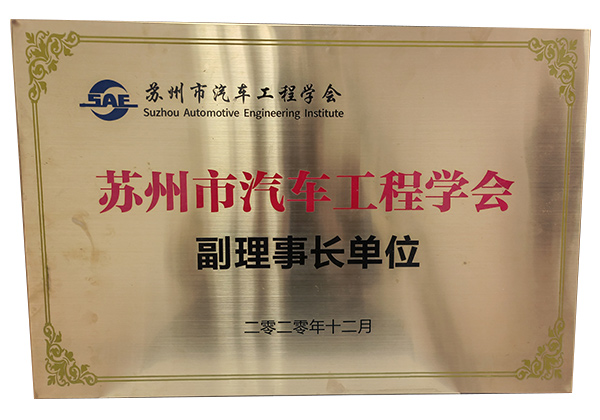 SAE 苏州市汽车工程学会
Suzhou Automotive Engineering Institute
苏州市汽车工程学会
副理事长单位
二零二零年十二月